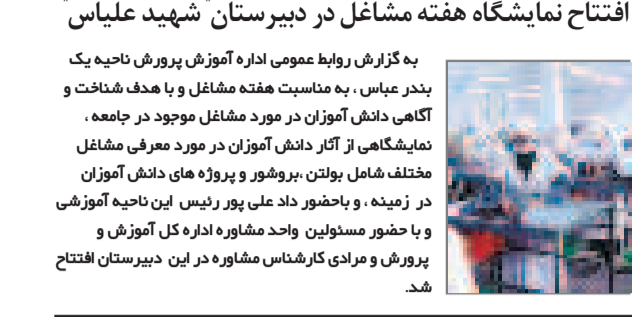 افتتاح نمایشگاه هفته مشاغل در دبیرستان" شهید علیاس"
به گزارش روابط عمومی اداره آموزش پرورش ناحیه یک
بندر عباس ، به مناسبت هفته مشاغل و با هدف شناخت و
آگاهی دانش آموزان در مورد مشاغل موجود در جامعه ،
نمایشگاهی از آثار دانش آموزان در مورد معرفی مشاغل
مختلف شامل بولتن ،بروشور و پروژه های دانش آموزان
در زمینه ، و باحضور داد علی پور رئیس این ناحیه آموزشی
و با حضور مسئولین واحد مشاوره اداره کل آموزش و
پرورش و مرادی کارشناس مشاوره در این دبیرستان افتتاح
شد.